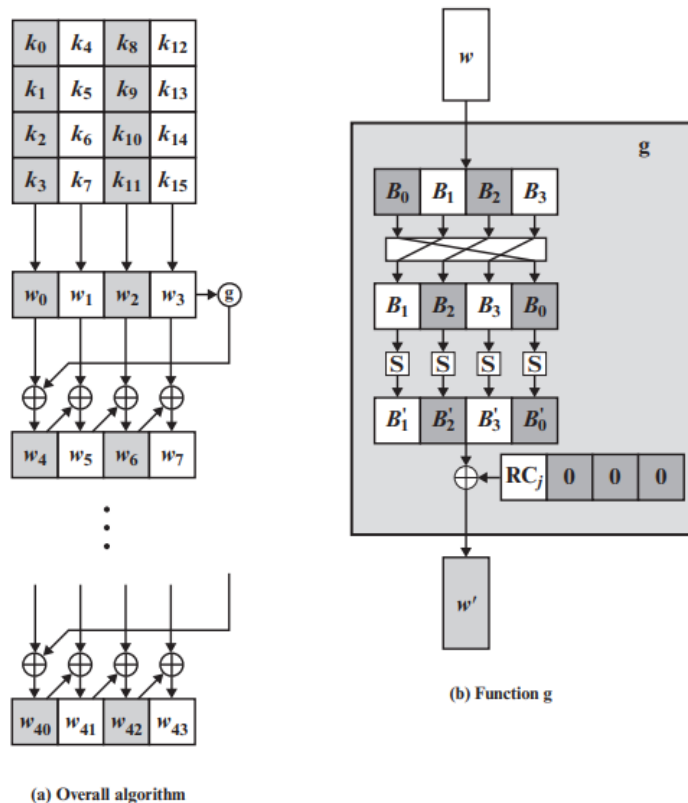 k0 k4 k8 k12
k1 k5 k9 k13
k2 k6 k10 k14
k3 k7 k11 k15
w0 w1 w2 w3 g
w4 w5 w6 w7
w40 w41 w42 w43
(a) Overall algorithm
w
g
B0 B1 B2 B3
B1 B2 B3 B0
S S S S
B'1 B'2 B'3 B'0
RCj 0 0 0
w'
(b) Function g